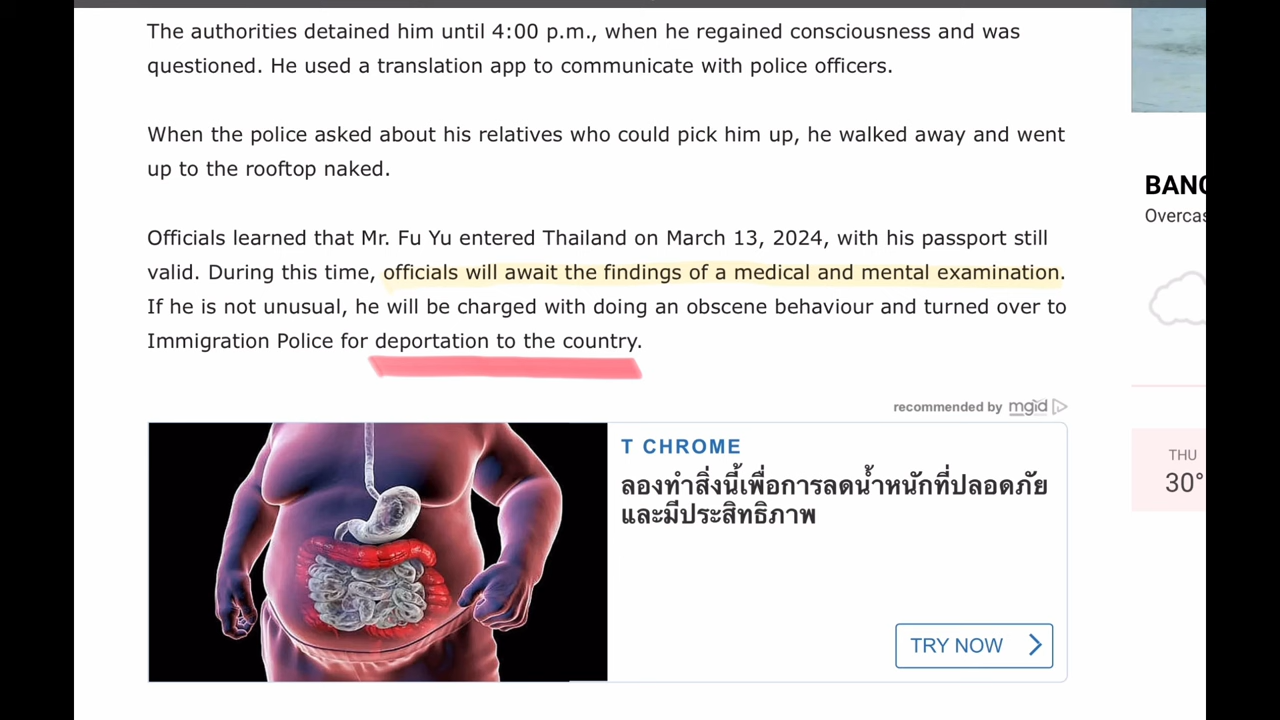 The authorities detained him until 4:00 p.m., when he regained consciousness and was
questioned. He used a translation app to communicate with police officers.
When the police asked about his relatives who could pick him up, he walked away and went
up to the rooftop naked.
Officials learned that Mr. Fu Yu entered Thailand on March 13, 2024, with his passport still
valid. During this time, officials will await the findings of a medical and mental examination.
If he is not unusual, he will be charged with doing an obscene behaviour and turned over to
Immigration Police for deportation to the country.
recommended by mgid
T CHROME
ลองทำสิ่งนี้เพื่อการลดน้ำหนักที่ปลอดภัย
และมีประสิทธิภาพ
TRY NOW
THU
30°